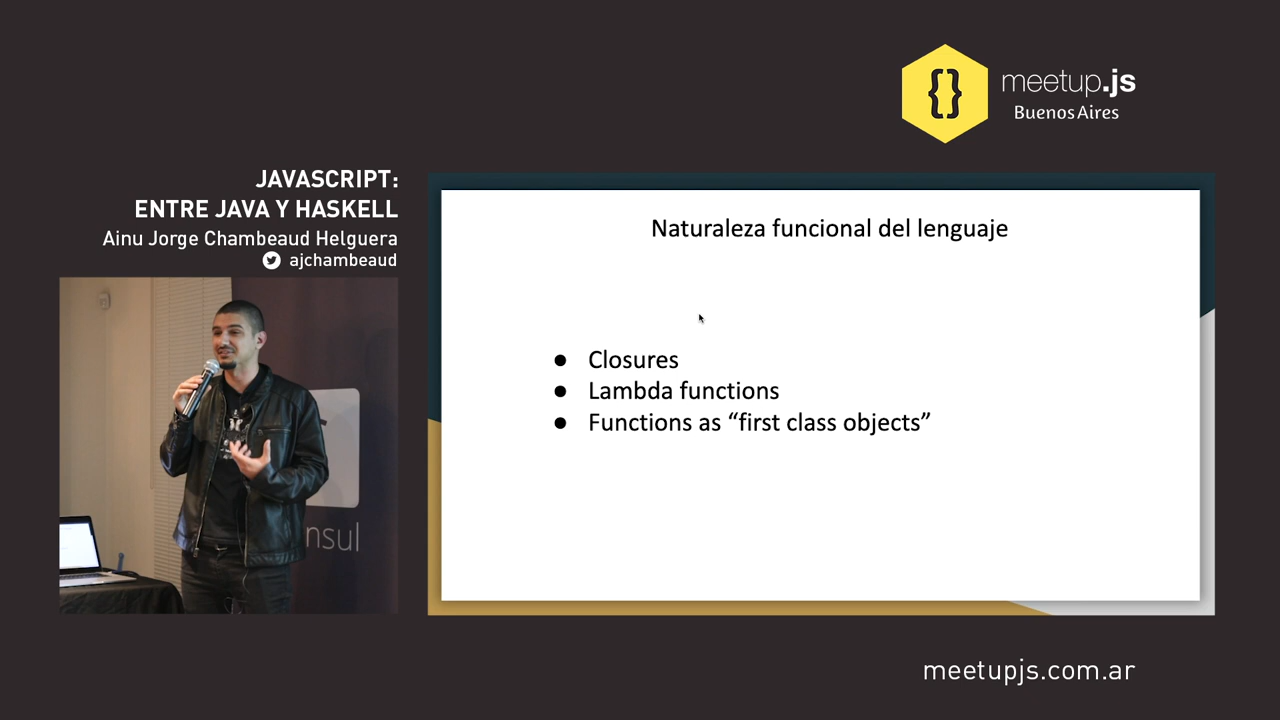 {}
meetup.js
Buenos Aires
JAVASCRIPT:
ENTRE JAVA Y HASKELL
Ainu Jorge Chambeaud Helguera
ajchambeaud
Naturaleza funcional del lenguaje
● Closures
● Lambda functions
● Functions as “first class objects”
nsul
meetupjs.com.ar